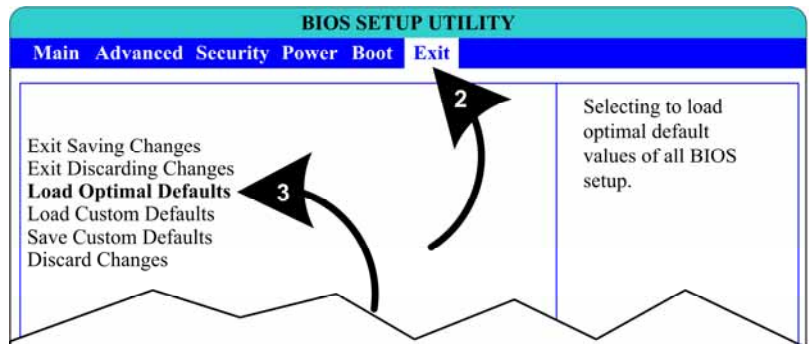 BIOS SETUP UTILITY
Main Advanced Security Power Boot Exit
2
Exit Saving Changes
Exit Discarding Changes
Load Optimal Defaults
3
Load Custom Defaults
Save Custom Defaults
Discard Changes
Selecting to load
optimal default
values of all BIOS
setup.